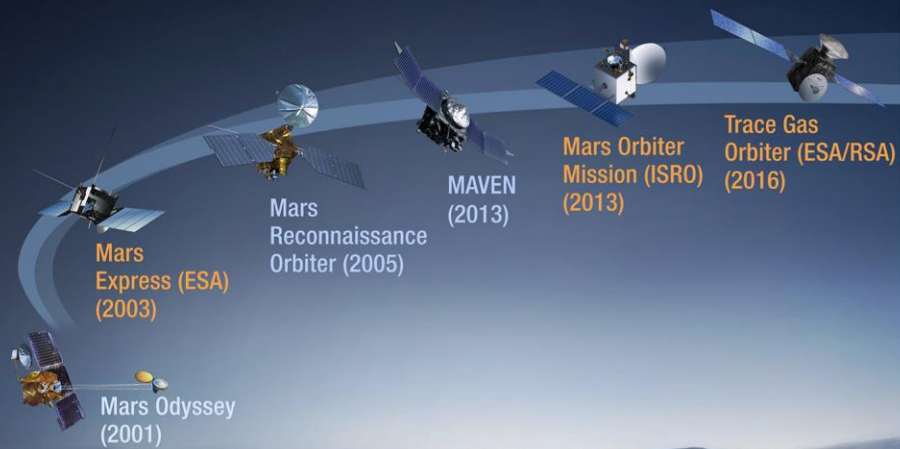 Mars Odyssey
(2001)
Mars
Express (ESA)
(2003)
Mars
Reconnaissance
Orbiter (2005)
MAVEN
(2013)
Mars Orbiter
Mission (ISRO)
(2013)
Trace Gas
Orbiter (ESA/RSA)
(2016)